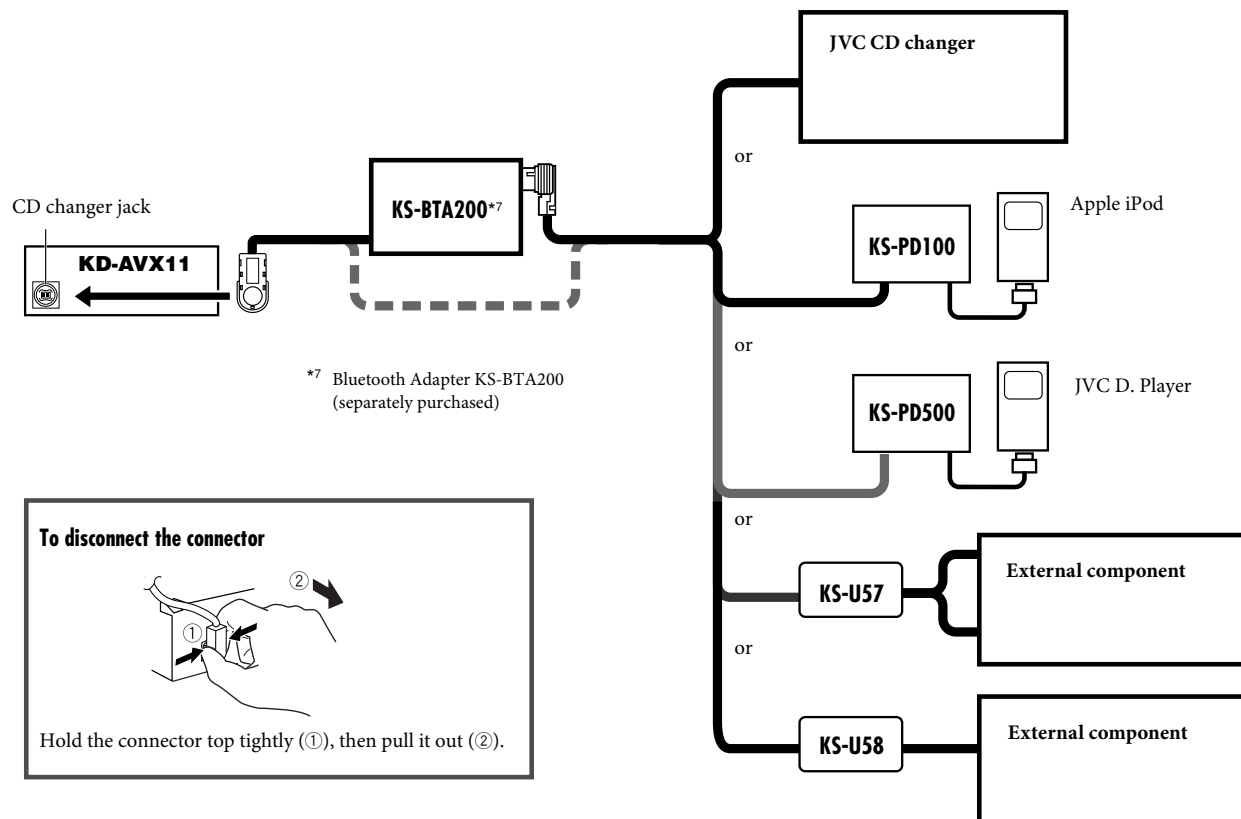 JVC CD changer
or
CD changer jack
KS-BTA200*7
KD-AVX11
Apple iPod
KS-PD100
or
*7 Bluetooth Adapter KS-BTA200
(separately purchased)
JVC D. Player
KS-PD500
or
To disconnect the connector
②
①
Hold the connector top tightly (①), then pull it out (②).
External component
KS-U57
or
External component
KS-U58